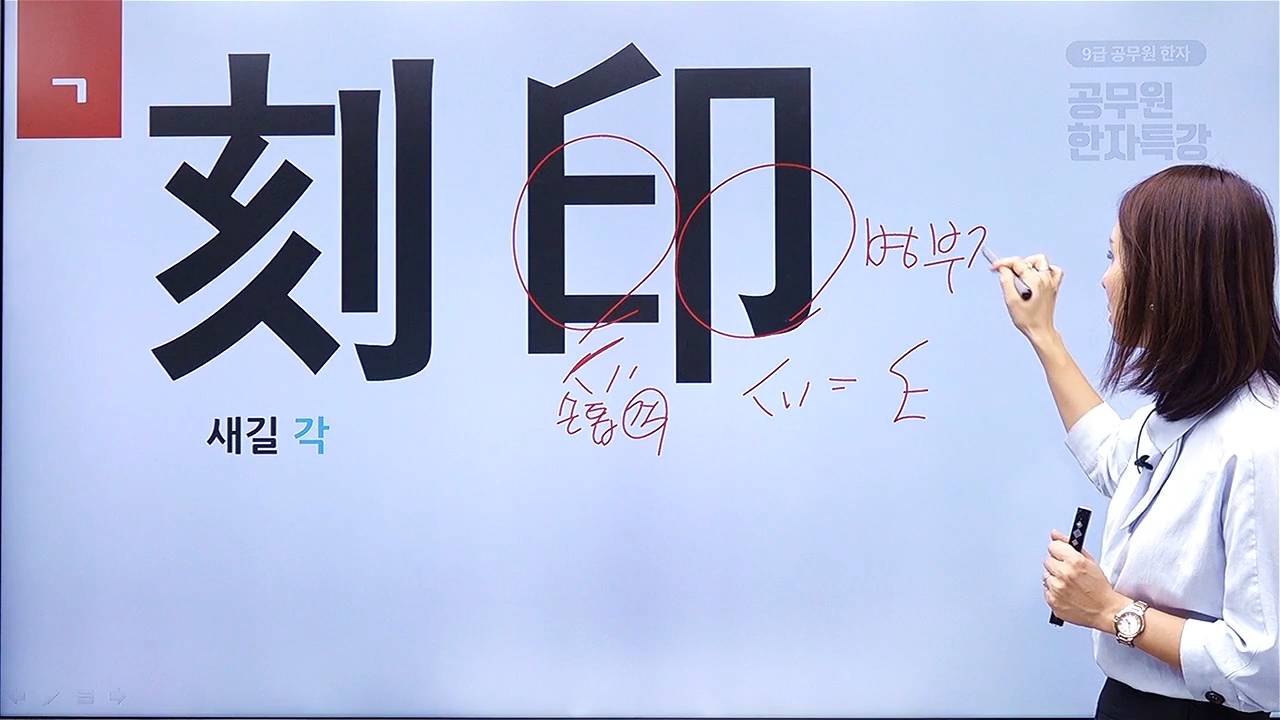 ㄱ
刻印
9급 공무원 한자
공무원
한자특강
병부
손톱
새길 각